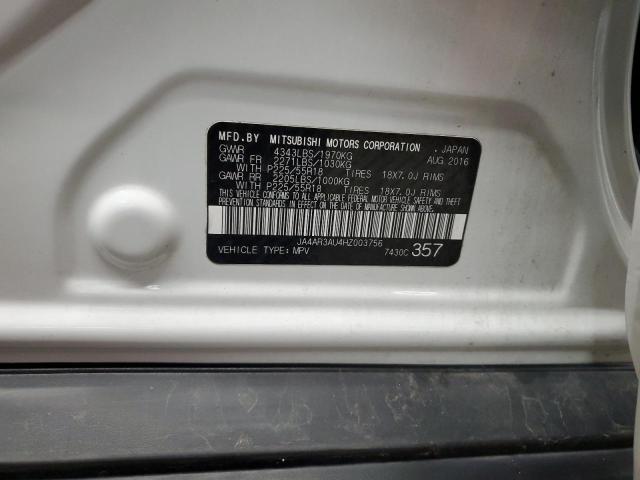 MFD.BY MITSUBISHI MOTORS CORPORATION , JAPAN
GVWR 4343LBS/1970KG AUG 2016
GAWR FR 2271LBS/1030KG
WITH P225/55R18 TIRES 18X7.0J RIMS
GAWR RR 2205LBS/1000KG
WITH P225/55R18 TIRES 18X7.0J RIMS
THIS VEHICLE CONFORMS TO ALL APPLICABLE FEDERAL MOTOR VEHICLE SAFETY, BUMPER AND THEFT
PREVENTION STANDARDS IN EFFECT ON THE DATE OF MANUFACTURE SHOWN ABOVE.
JA4AR3AU4HZ003756
VEHICLE TYPE: MPV 7430C 357